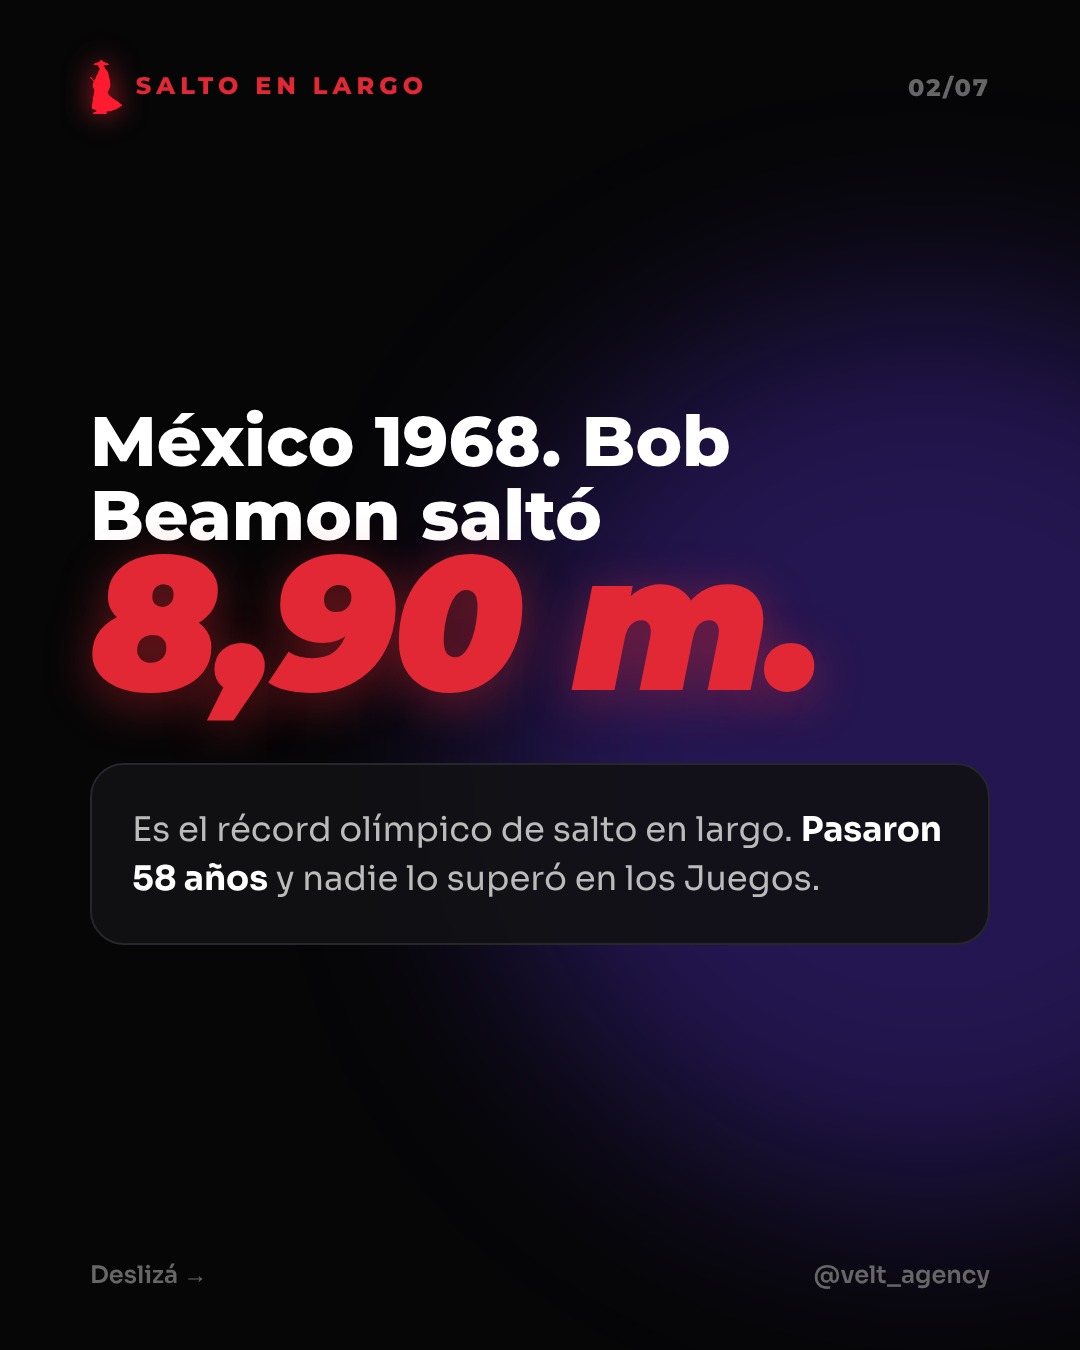 SALTO EN LARGO
02/07
México 1968. Bob
Beamon saltó
8,90 m.
Es el récord olímpico de salto en largo. Pasaron
58 años y nadie lo superó en los Juegos.
Deslizá →
@velt_agency